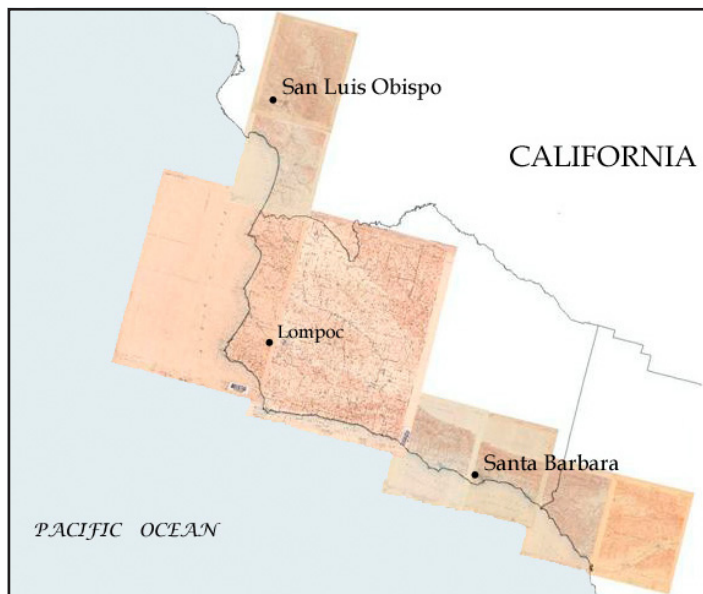 San Luis Obispo
CALIFORNIA
Lompoc
Santa Barbara
PACIFIC OCEAN